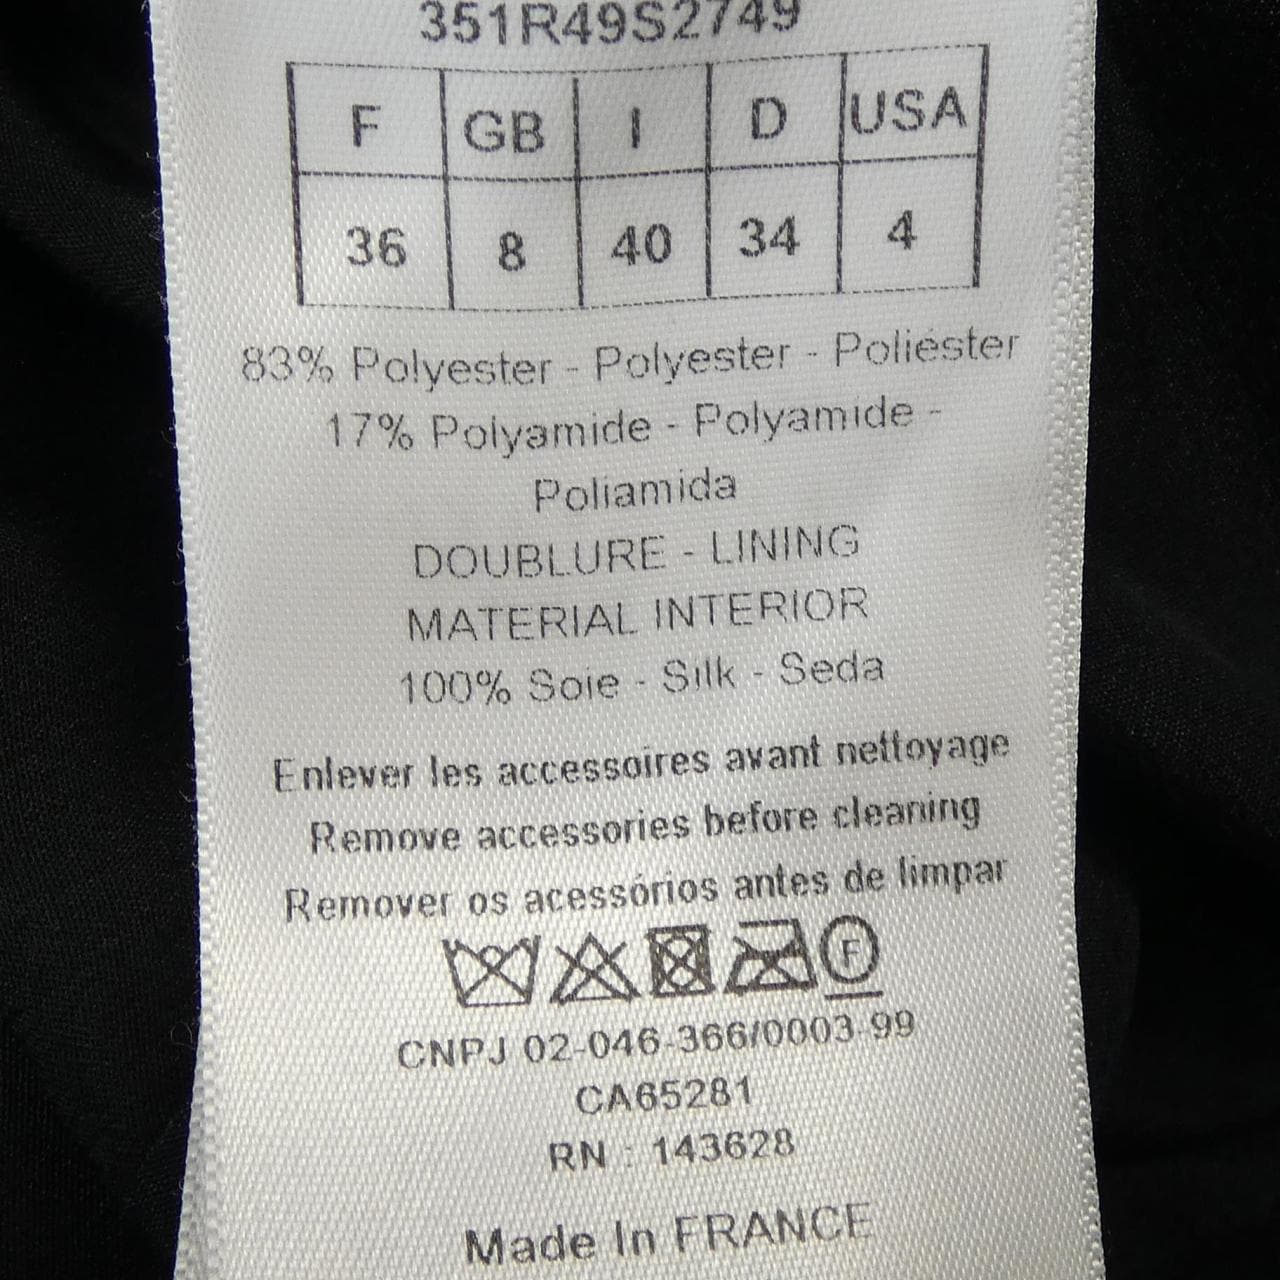 351R49S2749
F GB I D USA
36 8 40 34 4
83% Polyester - Polyester - Poliéster
17% Polyamide - Polyamide -
Poliamida
DOUBLURE - LINING
MATERIAL INTERIOR
100% Soie - Silk - Seda
Enlever les accessoires avant nettoyage
Remove accessories before cleaning
Remover os acessórios antes de limpar
F
CNPJ 02-046-366/0003-99
CA65281
RN : 143628
Made In FRANCE